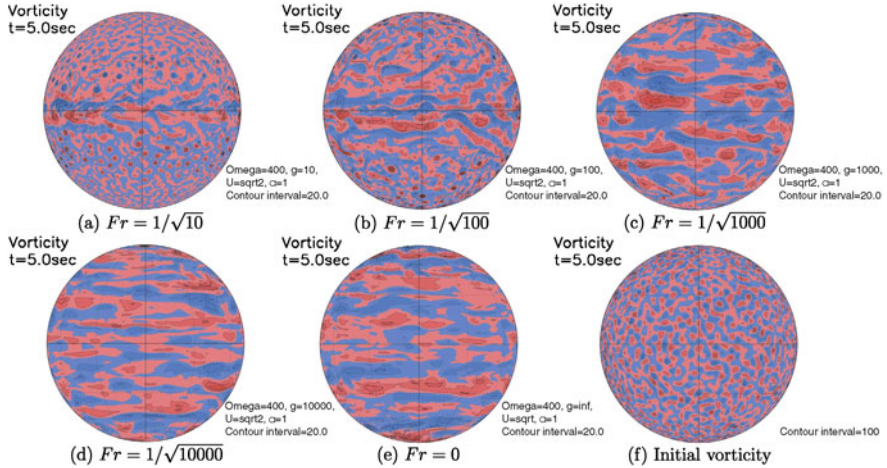 Vorticity
t=5.0sec
Omega=400, g=10,
U=sqrt2, a=1
Contour interval=20.0
(a) Fr = 1/√10
Vorticity
t=5.0sec
Omega=400, g=100,
U=sqrt2, a=1
Contour interval=20.0
(b) Fr = 1/√100
Vorticity
t=5.0sec
Omega=400, g=1000,
U=sqrt2, a=1
Contour interval=20.0
(c) Fr = 1/√1000
Vorticity
t=5.0sec
Omega=400, g=10000,
U=sqrt2, a=1
Contour interval=20.0
(d) Fr = 1/√10000
Vorticity
t=5.0sec
Omega=400, g=inf,
U=sqrt, a=1
Contour interval=20.0
(e) Fr = 0
Vorticity
t=5.0sec
Contour interval=100
(f) Initial vorticity